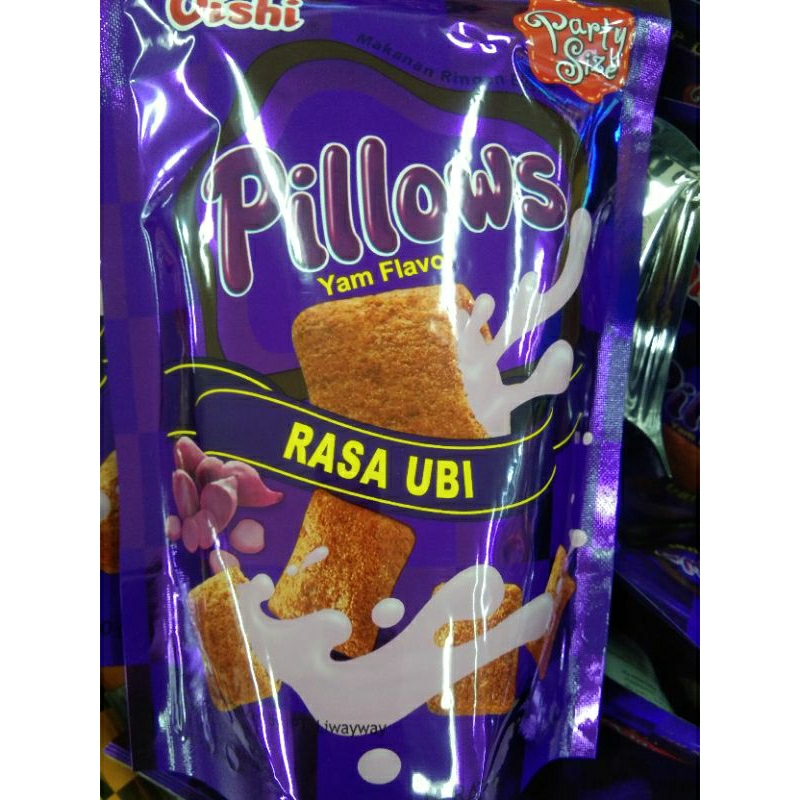 Oishi
Party
Size
Makanan Ringan
Pillows
Yam Flavo
RASA UBI
Liwayway